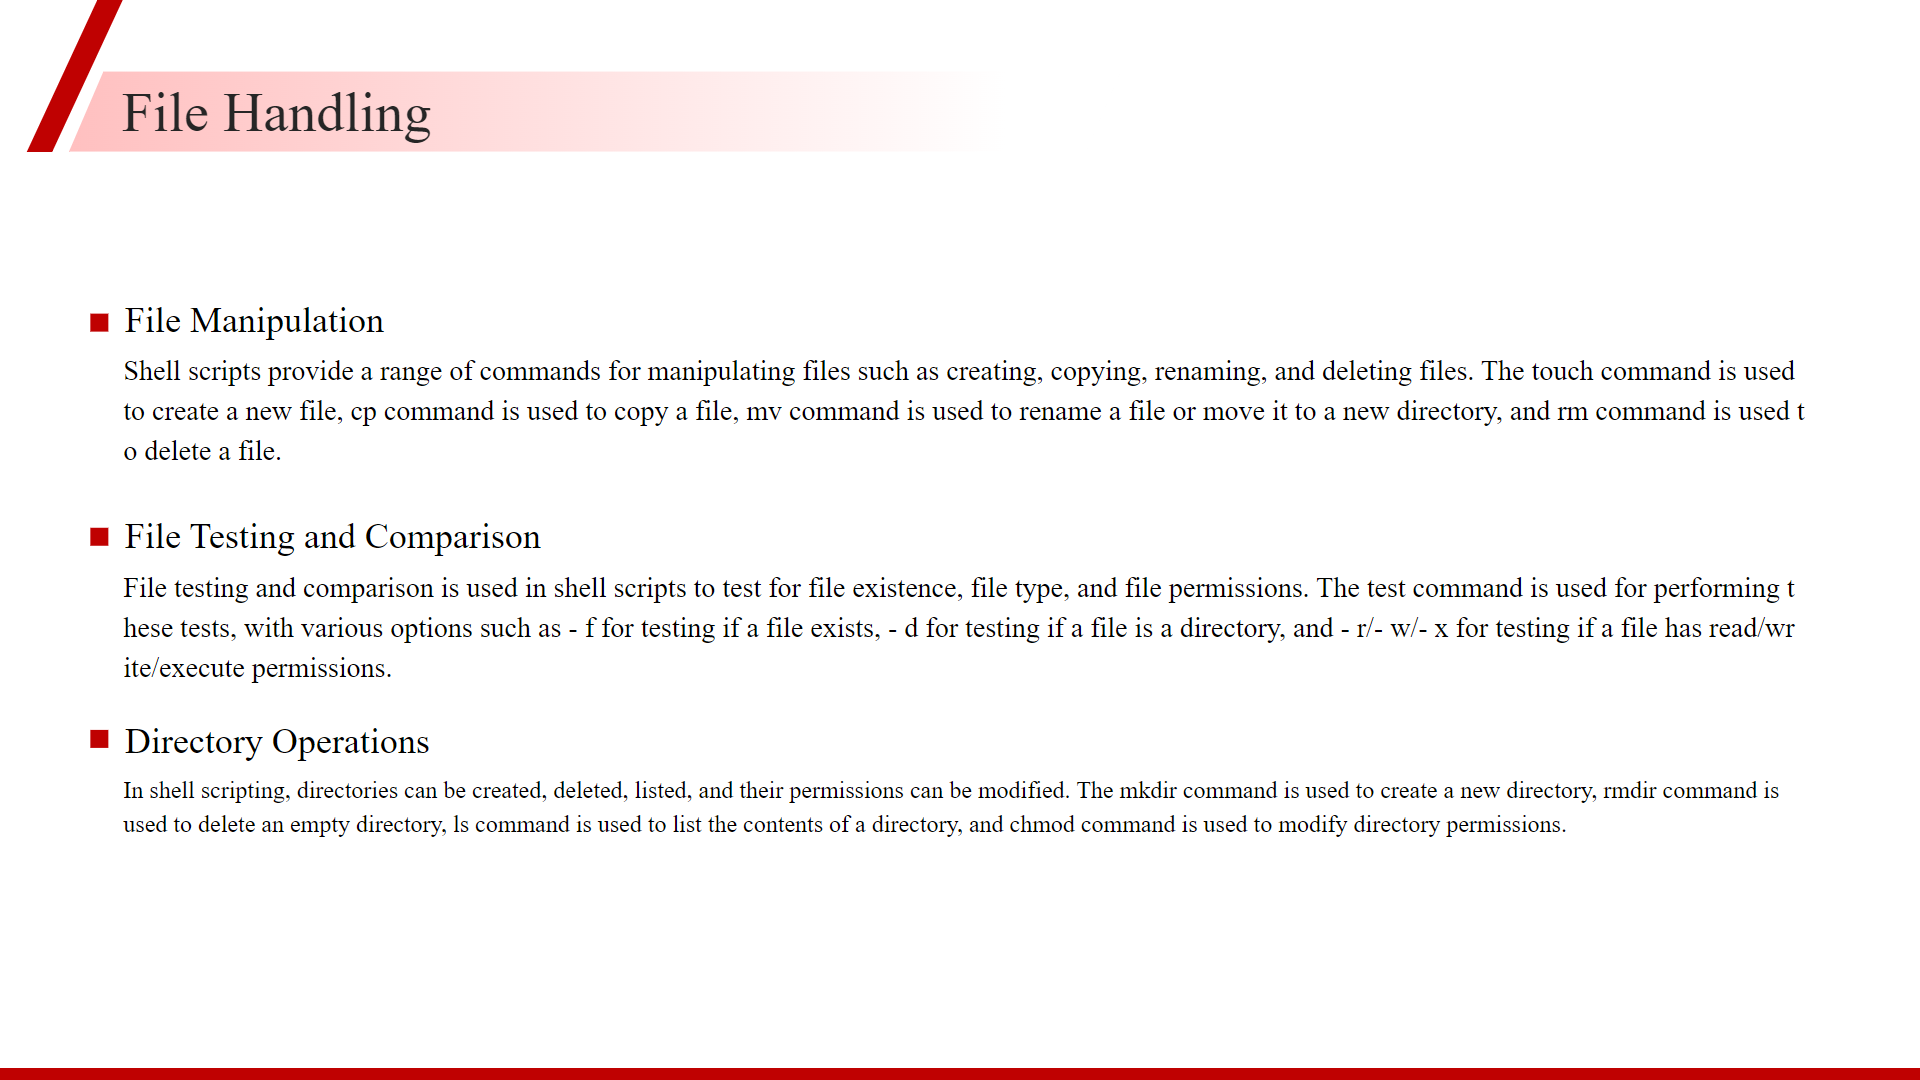 File Handling
File Manipulation
Shell scripts provide a range of commands for manipulating files such as creating, copying, renaming, and deleting files. The touch command is used
to create a new file, cp command is used to copy a file, mv command is used to rename a file or move it to a new directory, and rm command is used t
o delete a file.
File Testing and Comparison
File testing and comparison is used in shell scripts to test for file existence, file type, and file permissions. The test command is used for performing t
hese tests, with various options such as - f for testing if a file exists, - d for testing if a file is a directory, and - r/- w/- x for testing if a file has read/wr
ite/execute permissions.
Directory Operations
In shell scripting, directories can be created, deleted, listed, and their permissions can be modified. The mkdir command is used to create a new directory, rmdir command is
used to delete an empty directory, ls command is used to list the contents of a directory, and chmod command is used to modify directory permissions.